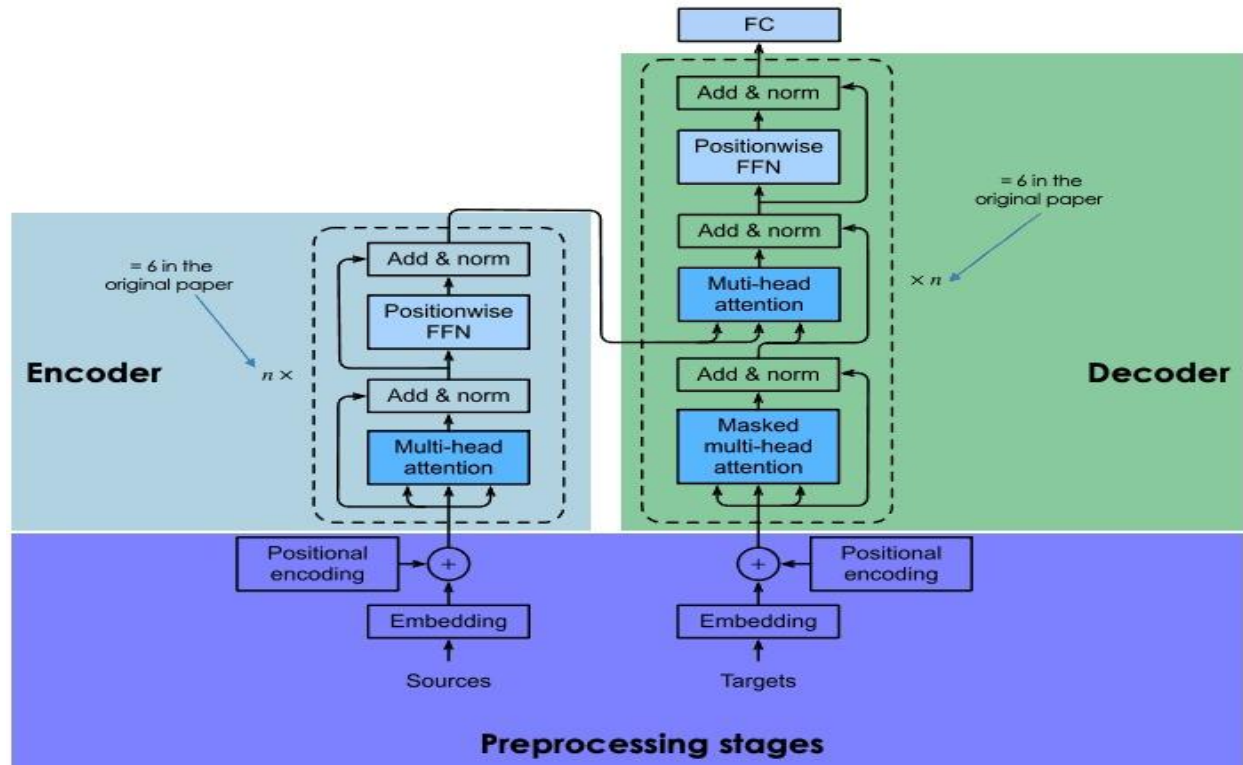 FC
Add & norm
Positionwise
FFN
= 6 in the
original paper
Add & norm
Muti-head
attention
× n
Add & norm
Masked
multi-head
attention
Decoder
Add & norm
= 6 in the
original paper
Positionwise
FFN
Encoder
n ×
Add & norm
Multi-head
attention
Positional
encoding
+
Embedding
Sources
+
Positional
encoding
Embedding
Targets
Preprocessing stages